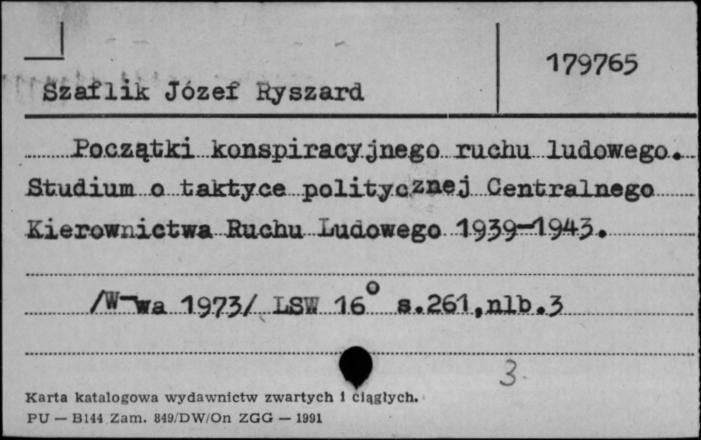 179765
Szaflik Józef Ryszard
Początki konspiracyjnego ruchu ludowego.
Studium o taktyce politycznej Centralnego
Kierownictwa Ruchu Ludowego 1939-1943.
/W-wa 1973/ LSW 16° s.261,nlb.3
3
Karta katalogowa wydawnictw zwartych i ciągłych.
PU — B144 Zam. 849/DW/On ZGG — 1991